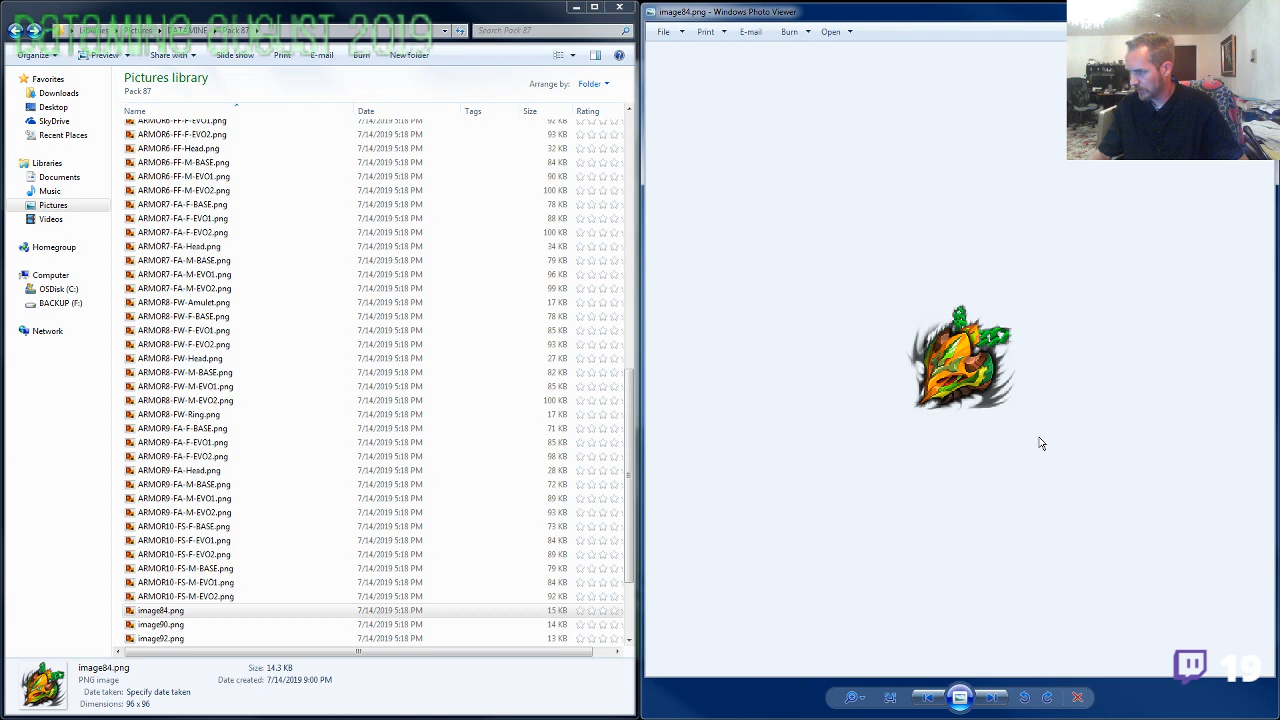 DATAMINE AUGUST 2019
Libraries Pictures DATAMINE Pack 87
Search Pack 87
Organize Preview Share with Slide show Print E-mail Burn New folder
Favorites
Downloads
Desktop
SkyDrive
Recent Places
Libraries
Documents
Music
Pictures
Videos
Homegroup
Computer
OSDisk (C:)
BACKUP (F:)
Network
Pictures library
Pack 87
Arrange by: Folder
Name Date Tags Size Rating
ARMOR6-FF-F-EVO1.png 7/14/2019 5:18 PM 92 KB
ARMOR6-FF-F-EVO2.png 7/14/2019 5:18 PM 93 KB
ARMOR6-FF-Head.png 7/14/2019 5:18 PM 32 KB
ARMOR6-FF-M-BASE.png 7/14/2019 5:18 PM 84 KB
ARMOR6-FF-M-EVO1.png 7/14/2019 5:18 PM 90 KB
ARMOR6-FF-M-EVO2.png 7/14/2019 5:18 PM 100 KB
ARMOR7-FA-F-BASE.png 7/14/2019 5:18 PM 78 KB
ARMOR7-FA-F-EVO1.png 7/14/2019 5:18 PM 88 KB
ARMOR7-FA-F-EVO2.png 7/14/2019 5:18 PM 100 KB
ARMOR7-FA-Head.png 7/14/2019 5:18 PM 34 KB
ARMOR7-FA-M-BASE.png 7/14/2019 5:18 PM 79 KB
ARMOR7-FA-M-EVO1.png 7/14/2019 5:18 PM 96 KB
ARMOR7-FA-M-EVO2.png 7/14/2019 5:18 PM 99 KB
ARMOR8-FW-Amulet.png 7/14/2019 5:18 PM 17 KB
ARMOR8-FW-F-BASE.png 7/14/2019 5:18 PM 78 KB
ARMOR8-FW-F-EVO1.png 7/14/2019 5:18 PM 85 KB
ARMOR8-FW-F-EVO2.png 7/14/2019 5:18 PM 93 KB
ARMOR8-FW-Head.png 7/14/2019 5:18 PM 27 KB
ARMOR8-FW-M-BASE.png 7/14/2019 5:18 PM 82 KB
ARMOR8-FW-M-EVO1.png 7/14/2019 5:18 PM 85 KB
ARMOR8-FW-M-EVO2.png 7/14/2019 5:18 PM 100 KB
ARMOR8-FW-Ring.png 7/14/2019 5:18 PM 17 KB
ARMOR9-FA-F-BASE.png 7/14/2019 5:18 PM 71 KB
ARMOR9-FA-F-EVO1.png 7/14/2019 5:18 PM 85 KB
ARMOR9-FA-F-EVO2.png 7/14/2019 5:18 PM 98 KB
ARMOR9-FA-Head.png 7/14/2019 5:18 PM 28 KB
ARMOR9-FA-M-BASE.png 7/14/2019 5:18 PM 72 KB
ARMOR9-FA-M-EVO1.png 7/14/2019 5:18 PM 89 KB
ARMOR9-FA-M-EVO2.png 7/14/2019 5:18 PM 93 KB
ARMOR10-FS-F-BASE.png 7/14/2019 5:18 PM 73 KB
ARMOR10-FS-F-EVO1.png 7/14/2019 5:18 PM 84 KB
ARMOR10-FS-F-EVO2.png 7/14/2019 5:18 PM 89 KB
ARMOR10-FS-M-BASE.png 7/14/2019 5:18 PM 79 KB
ARMOR10-FS-M-EVO1.png 7/14/2019 5:18 PM 84 KB
ARMOR10-FS-M-EVO2.png 7/14/2019 5:18 PM 92 KB
image84.png 7/14/2019 5:18 PM 15 KB
image90.png 7/14/2019 5:18 PM 14 KB
image92.png 7/14/2019 5:18 PM 13 KB
image84.png Size: 14.3 KB
PNG image Date created: 7/14/2019 9:00 PM
Date taken: Specify date taken
Dimensions: 96 x 96
image84.png - Windows Photo Viewer
File Print E-mail Burn Open
19